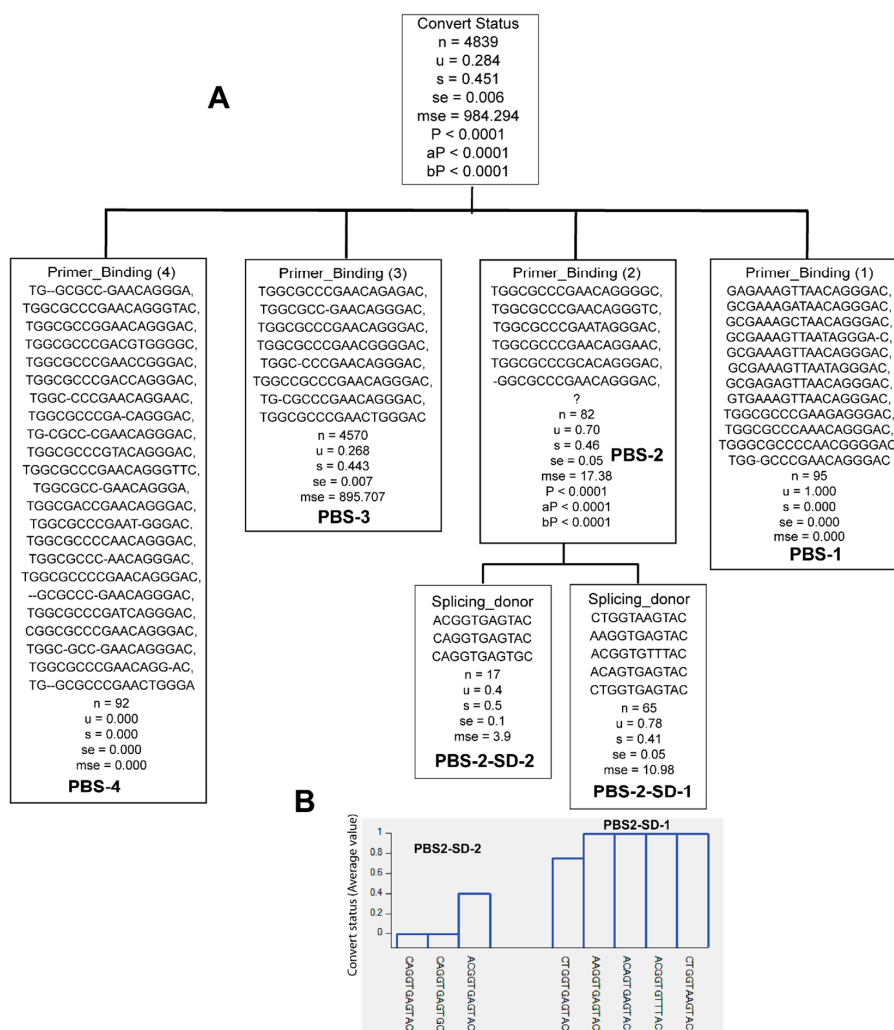 Convert Status
n = 4839
u = 0.284
s = 0.451
se = 0.006
mse = 984.294
P < 0.0001
aP < 0.0001
bP < 0.0001
A
Primer_Binding (4)
TG--GCGCC-GAACAGGGA,
TGGCGCCCGAACAGGGTAC,
TGGCGCCGGAACAGGGAC,
TGGCGCCCGACGTGGGGC,
TGGCGCCCGAACCGGGAC,
TGGCGCCCGACCAGGGAC,
TGGC-CCCGAACAGGAAC,
TGGCGCCCGA-CAGGGAC,
TG-CGCC-CGAACAGGGAC,
TGGCGCCCGTACAGGGAC,
TGGCGCCCGAACAGGGTTC,
TGGCGCC-GAACAGGGA,
TGGCGACCGAACAGGGAC,
TGGCGCCCGAAT-GGGAC,
TGGCGCCCCAACAGGGAC,
TGGCGCCC-AACAGGGAC,
TGGCGCCCCGAACAGGGAC,
--GCGCCC-GAACAGGGAC,
TGGCGCCCGATCAGGGAC,
CGGCGCCCGAACAGGGAC,
TGGC-GCC-GAACAGGGAC,
TGGCGCCCGAACAGG-AC,
TG--GCGCCCGAACTGGGA
n = 92
u = 0.000
s = 0.000
se = 0.000
mse = 0.000
PBS-4
Primer_Binding (3)
TGGCGCCCGAACAGAGAC,
TGGCGCC-GAACAGGGAC,
TGGCGCCCGAACAGGGAC,
TGGCGCCCGAACGGGGAC,
TGGC-CCCGAACAGGGAC,
TGGCCGCCCGAACAGGGAC,
TG-CGCCCGAACAGGGAC,
TGGCGCCCGAACTGGGAC
n = 4570
u = 0.268
s = 0.443
se = 0.007
mse = 895.707
PBS-3
Primer_Binding (2)
TGGCGCCCGAACAGGGGC,
TGGCGCCCGAACAGGGTC,
TGGCGCCCGAATAGGGAC,
TGGCGCCCGAACAGGAAC,
TGGCGCCCGCACAGGGAC,
-GGCGCCCGAACAGGGAC,
?
n = 82
u = 0.70
s = 0.46
se = 0.05
mse = 17.38
P < 0.0001
aP < 0.0001
bP < 0.0001
PBS-2
Primer_Binding (1)
GAGAAAGTTAACAGGGAC,
GCGAAAGATAACAGGGAC,
GCGAAAGCTAACAGGGAC,
GCGAAAGTTAATAGGGA-C,
GCGAAAGTTAACAGGGAC,
GCGAAAGTTAATAGGGAC,
GCGAGAGTTAACAGGGAC,
GTGAAAGTTAACAGGGAC,
TGGCGCCCGAAGAGGGAC,
TGGCGCCCAAACAGGGAC,
TGGGCGCCCCAACGGGGAC,
TGG-GCCCGAACAGGGAC
n = 95
u = 1.000
s = 0.000
se = 0.000
mse = 0.000
PBS-1
Splicing_donor
ACGGTGAGTAC
CAGGTGAGTAC
CAGGTGAGTGC
n = 17
u = 0.4
s = 0.5
se = 0.1
mse = 3.9
PBS-2-SD-2
Splicing_donor
CTGGTAAGTAC
AAGGTGAGTAC
ACGGTGTTTAC
ACAGTGAGTAC
CTGGTGAGTAC
n = 65
u = 0.78
s = 0.41
se = 0.05
mse = 10.98
PBS-2-SD-1
B
Convert status (Average value)
1
0.8
0.6
0.4
0.2
0
PBS2-SD-2
PBS2-SD-1
CAGGTGAGTAC
CAGGTGAGTGC
ACGGTGAGTAC
CTGGTGAGTAC
AAGGTGAGTAC
ACAGTGAGTAC
ACGGTGTTTAC
CTGGTAAGTAC